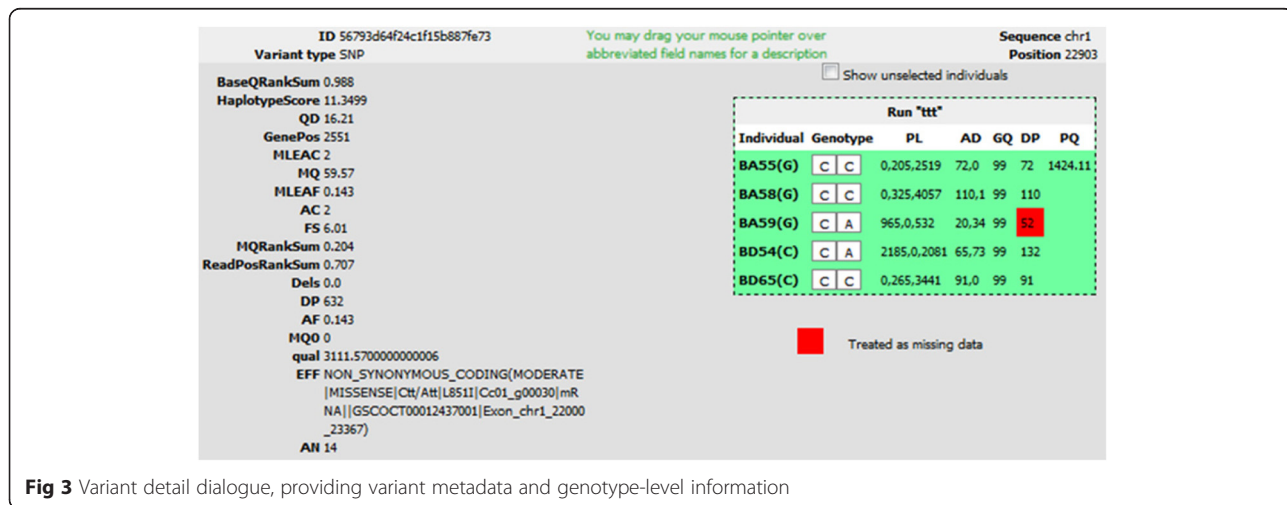 ID 56793d64f24c1f15b887fe73
Variant type SNP
You may drag your mouse pointer over
abbreviated field names for a description
Sequence chr1
Position 22903
BaseQRankSum 0.988
HaplotypeScore 11.3499
QD 16.21
GenePos 2551
MLEAC 2
MQ 59.57
MLEAF 0.143
AC 2
FS 6.01
MQRankSum 0.204
ReadPosRankSum 0.707
Dels 0.0
DP 632
AF 0.143
MQ0 0
qual 3111.5700000000006
EFF NON_SYNONYMOUS_CODING(MODERATE
|MISSENSE|Ctt/Att|L851I|Cc01_g00030|mR
NA||GSCOCT00012437001|Exon_chr1_22000
_23367)
AN 14
Show unselected individuals
Run "ttt"
Individual Genotype PL AD GQ DP PQ
BA55(G) C C 0,205,2519 72,0 99 72 1424.11
BA58(G) C C 0,325,4057 110,1 99 110
BA59(G) C A 965,0,532 20,34 99 52
BD54(C) C A 2185,0,2081 65,73 99 132
BD65(C) C C 0,265,3441 91,0 99 91
Treated as missing data
Fig 3 Variant detail dialogue, providing variant metadata and genotype-level information